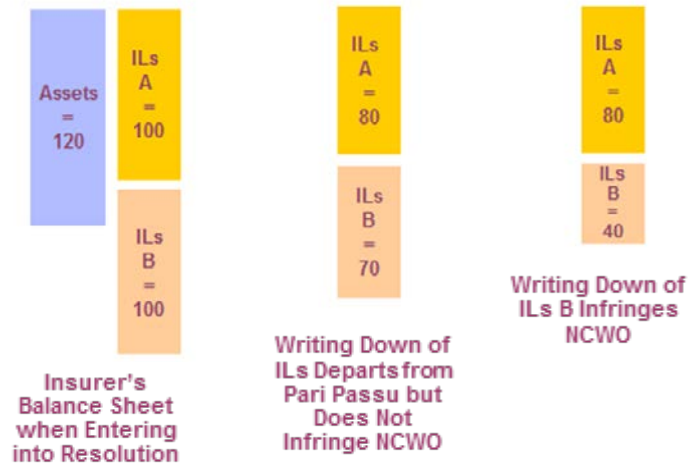 Assets
=
120
ILs
A
=
100
ILs
B
=
100
Insurer's
Balance Sheet
when Entering
into Resolution
ILs
A
=
80
ILs
B
=
70
Writing Down of
ILs Departs from
Pari Passu but
Does Not
Infringe NCWO
ILs
A
=
80
ILs
B
=
40
Writing Down of
ILs B Infringes
NCWO